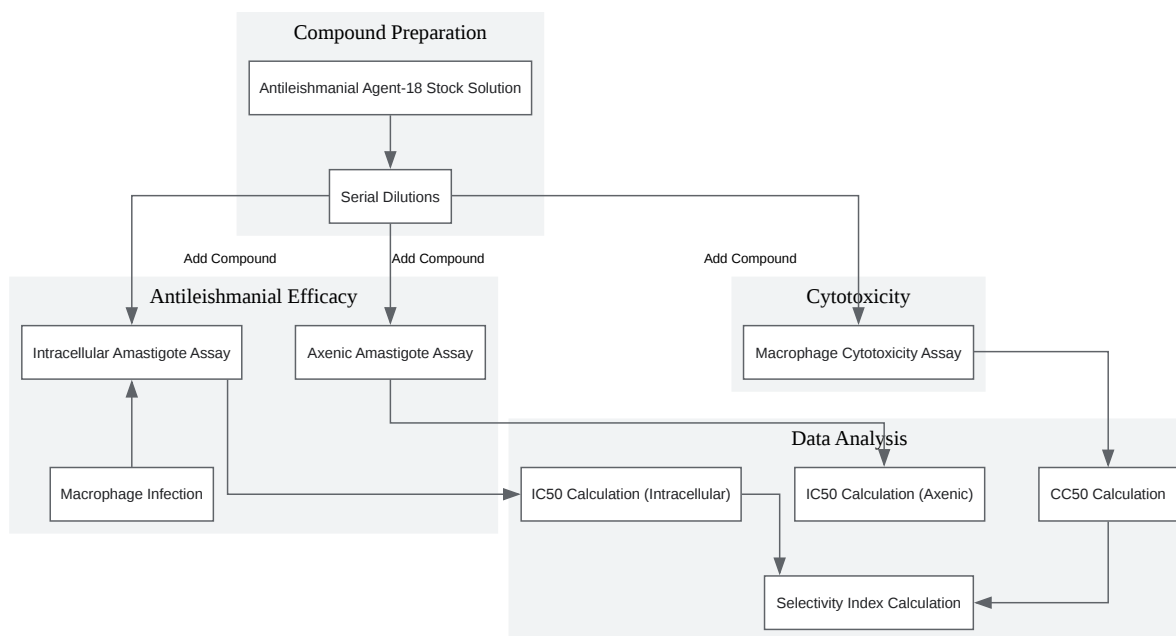 Compound Preparation
Antileishmanial Agent-18 Stock Solution
Serial Dilutions
Add Compound
Add Compound
Add Compound
Antileishmanial Efficacy
Cytotoxicity
Intracellular Amastigote Assay
Axenic Amastigote Assay
Macrophage Cytotoxicity Assay
Data Analysis
Macrophage Infection
IC50 Calculation (Intracellular)
IC50 Calculation (Axenic)
CC50 Calculation
Selectivity Index Calculation